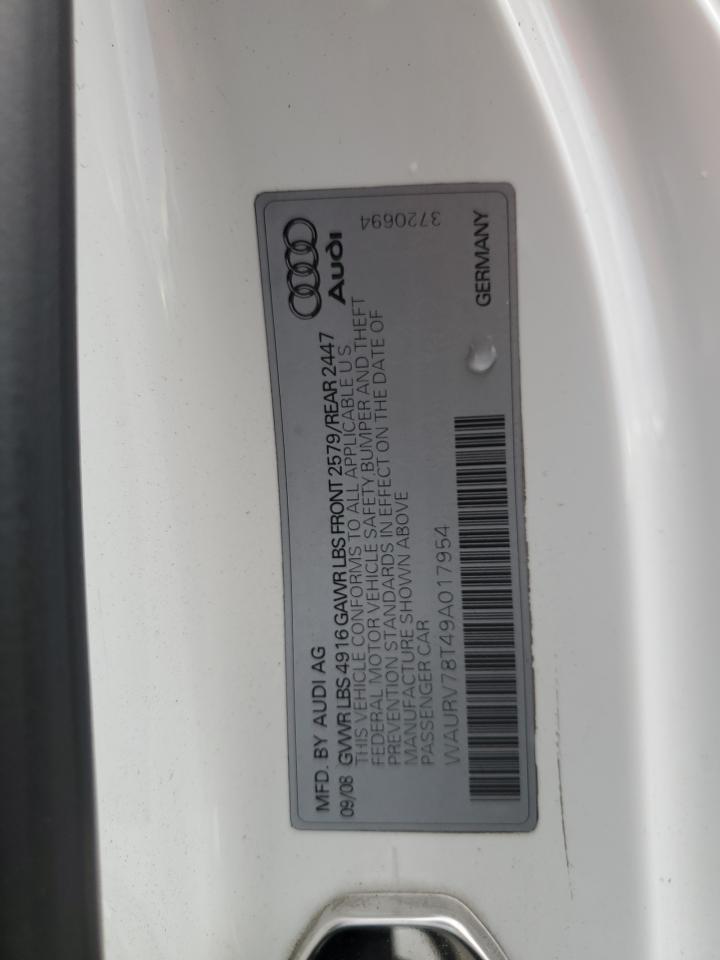 MFD. BY AUDI AG
09/08 GVWR LBS 4916 GAWR LBS FRONT 2579/REAR 2447
THIS VEHICLE CONFORMS TO ALL APPLICABLE U S
FEDERAL MOTOR VEHICLE SAFETY,BUMPER AND THEFT
PREVENTION STANDARDS IN EFFECT ON THE DATE OF
MANUFACTURE SHOWN ABOVE
PASSENGER CAR
WAURV78T49A017954
Audi
3720694
GERMANY